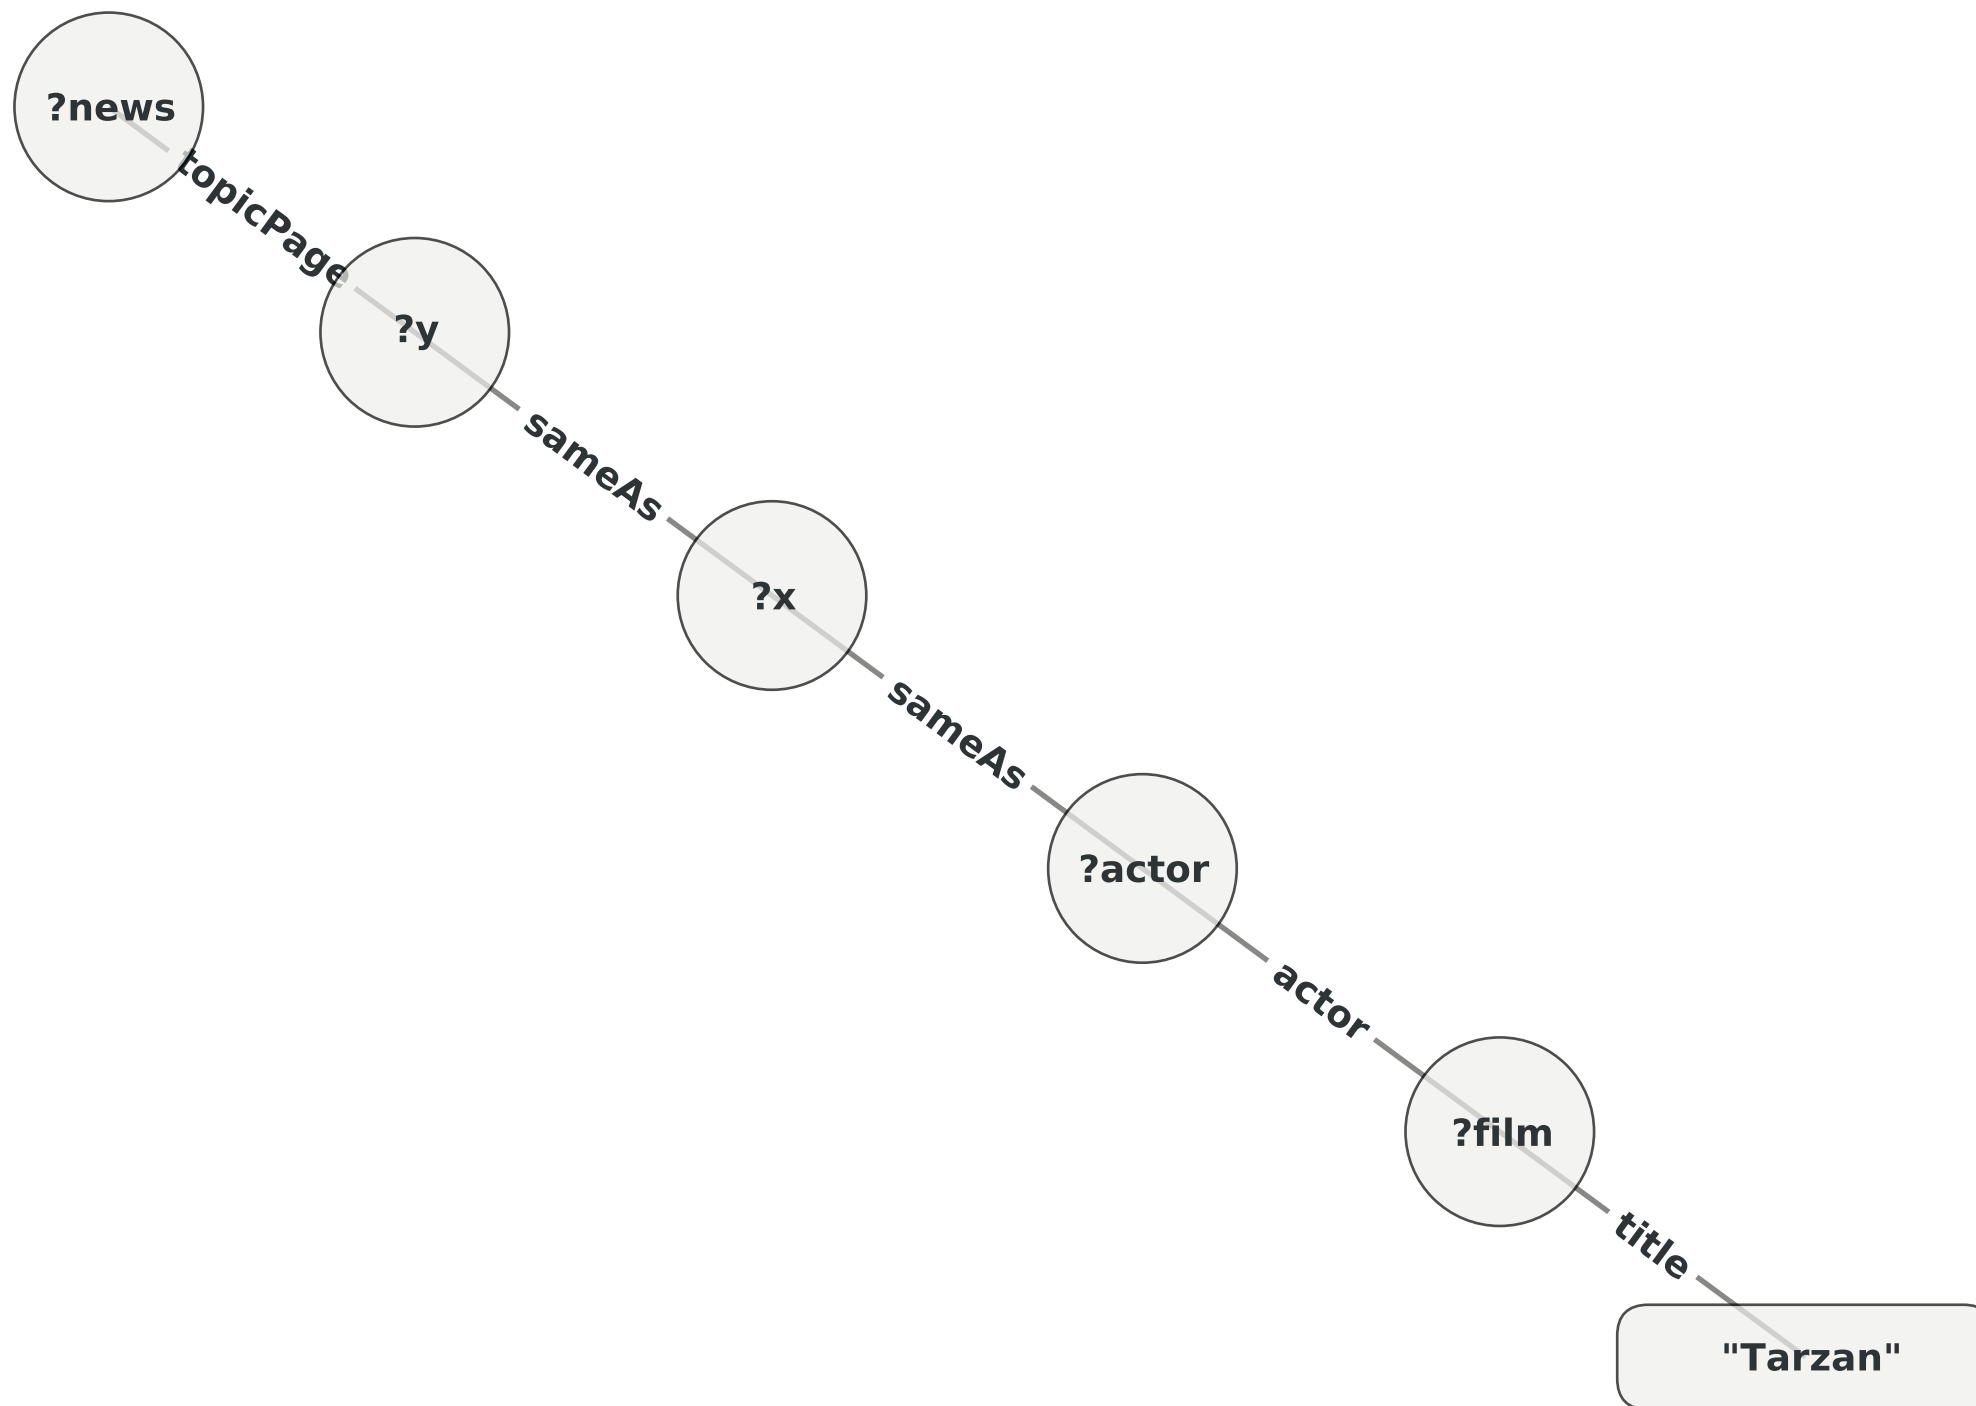 ?news
topicPage
?y
sameAs
?x
sameAs
?actor
actor
?film
title
"Tarzan"